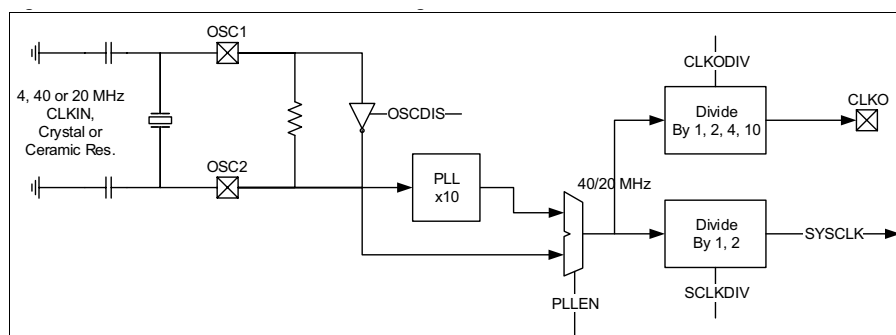 OSC1
4, 40 or 20 MHz
CLKIN,
Crystal or
Ceramic Res.
OSCDIS
OSC2
PLL
x10
40/20 MHz
CLKODIV
Divide
By 1, 2, 4, 10
CLKO
Divide
By 1, 2
SYSCLK
PLLEN
SCLKDIV